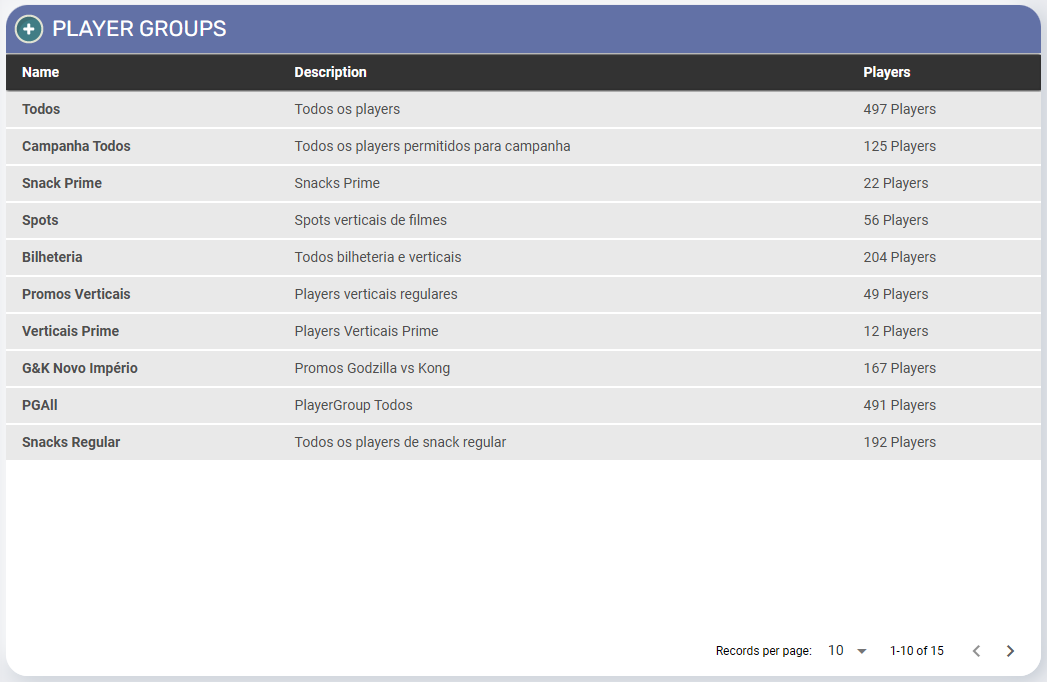 PLAYER GROUPS
Name Description Players
Todos Todos os players 497 Players
Campanha Todos Todos os players permitidos para campanha 125 Players
Snack Prime Snacks Prime 22 Players
Spots Spots verticais de filmes 56 Players
Bilheteria Todos bilheteria e verticais 204 Players
Promos Verticais Players verticais regulares 49 Players
Verticais Prime Players Verticais Prime 12 Players
G&K Novo Império Promos Godzilla vs Kong 167 Players
PGAll PlayerGroup Todos 491 Players
Snacks Regular Todos os players de snack regular 192 Players
Records per page: 10 1-10 of 15